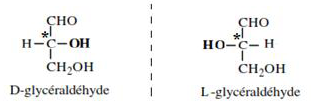 CHO CHO
H–C–OH HO–C–H
* *
CH₂OH CH₂OH
D-glycéraldéhyde L-glycéraldéhyde